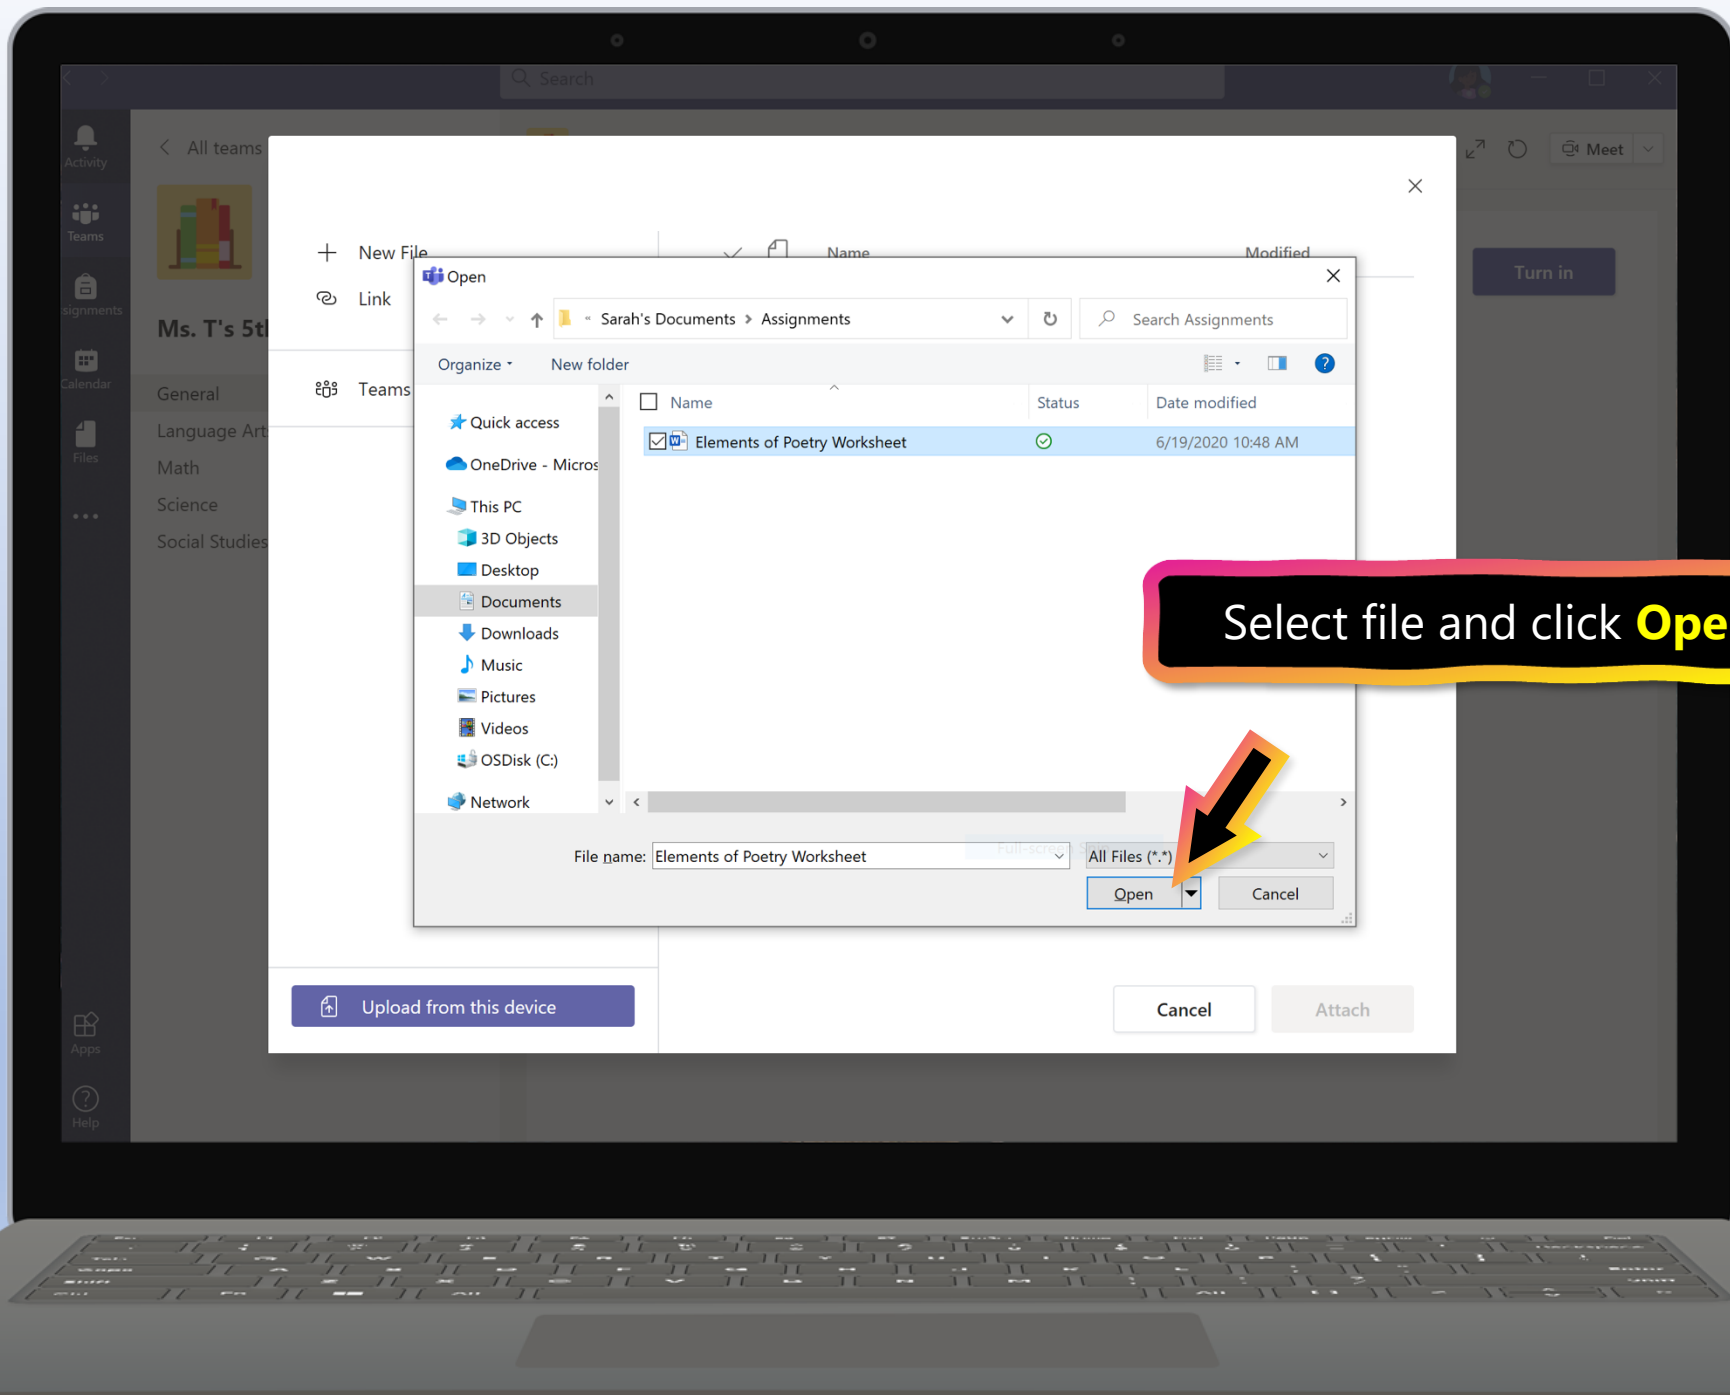 Search
Activity
All teams
Meet
Teams
New File
Name
Modified
Turn in
Open
Link
signments
Ms. T's 5t
« Sarah's Documents > Assignments
Search Assignments
Organize
New folder
Calendar
General
Teams
Name
Status
Date modified
Quick access
Language Art
Elements of Poetry Worksheet
6/19/2020 10:48 AM
Files
Math
OneDrive - Micros
Science
This PC
Social Studies
3D Objects
Desktop
Documents
Select file and click Ope
Downloads
Music
Pictures
Videos
OSDisk (C:)
Network
File name: Elements of Poetry Worksheet
Full-screen
All Files (*.*)
Open
Cancel
Upload from this device
Cancel
Attach
Apps
Help